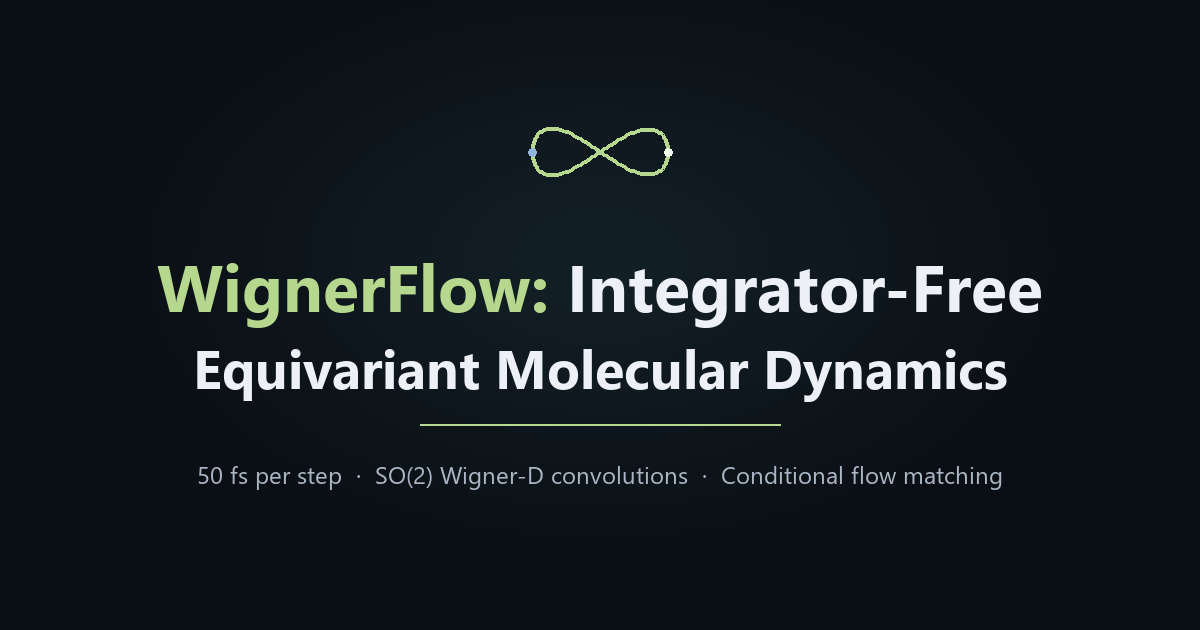 WignerFlow: Integrator-Free
Equivariant Molecular Dynamics
50 fs per step · SO(2) Wigner-D convolutions · Conditional flow matching